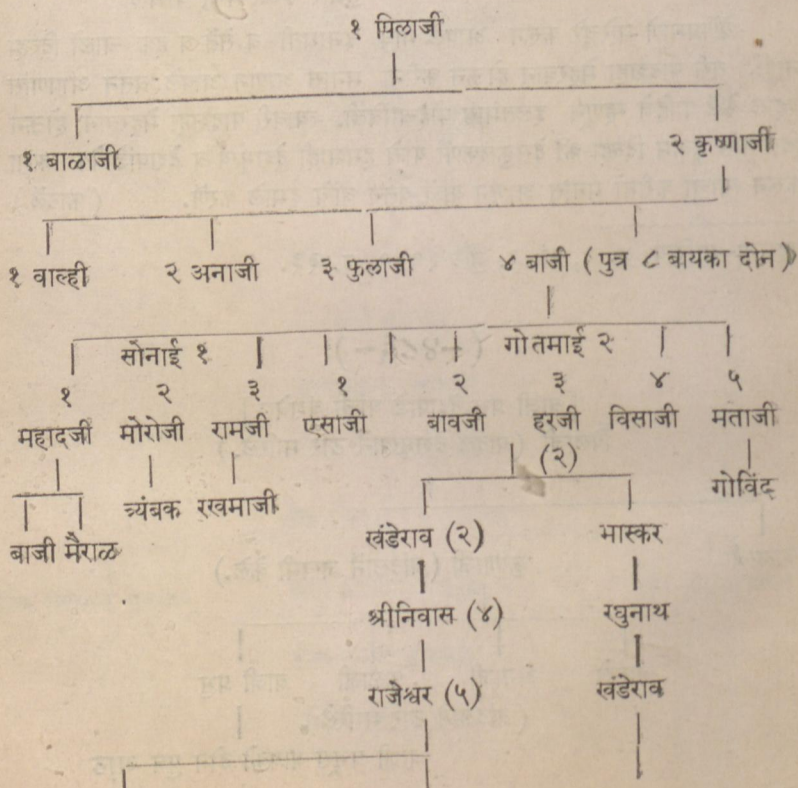 १ पिलाजी
१ बाळाजी २ कृष्णाजी
१ वाल्ही २ अनाजी ३ फुलाजी ४ बाजी ( पुत्र ८ बायका दोन )
सोनाई १ गोतमाई २
१ २ ३ १ २ ३ ४ ५
महादजी मोरोजी रामजी एसाजी बावजी हरजी विसाजी मताजी
(२)
त्र्यंबक रखमाजी गोविंद
बाजी मैराळ खंडेराव (२) भास्कर
श्रीनिवास (४) रघुनाथ
राजेश्वर (५) खंडेराव